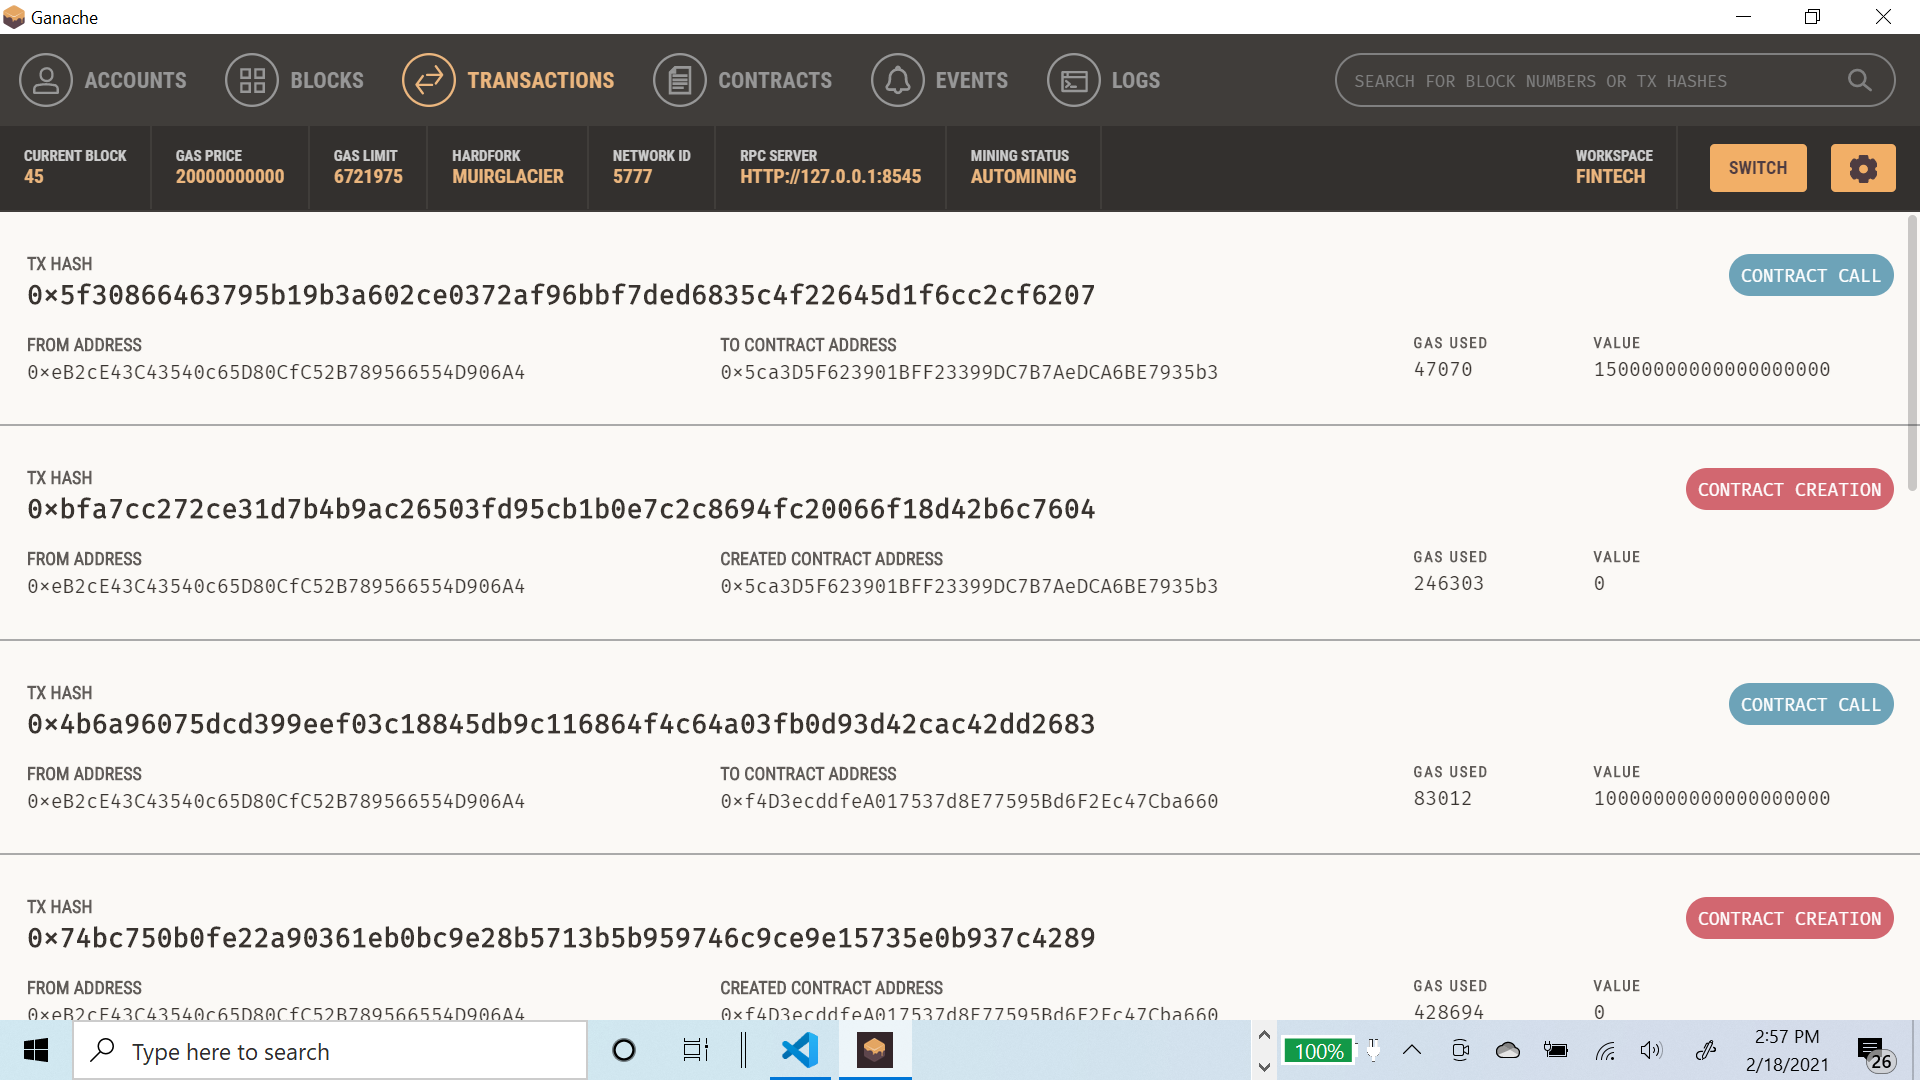 Ganache
ACCOUNTS BLOCKS TRANSACTIONS CONTRACTS EVENTS LOGS SEARCH FOR BLOCK NUMBERS OR TX HASHES
CURRENT BLOCK GAS PRICE GAS LIMIT HARDFORK NETWORK ID RPC SERVER MINING STATUS WORKSPACE
45 20000000000 6721975 MUIRGLACIER 5777 HTTP://127.0.0.1:8545 AUTOMINING FINTECH SWITCH
TX HASH
0×5f30866463795b19b3a602ce0372af96bbf7ded6835c4f22645d1f6cc2cf6207 CONTRACT CALL
FROM ADDRESS TO CONTRACT ADDRESS GAS USED VALUE
0×eB2cE43C43540c65D80CfC52B789566554D906A4 0×5ca3D5F623901BFF23399DC7B7AeDCA6BE7935b3 47070 15000000000000000000
TX HASH
0×bfa7cc272ce31d7b4b9ac26503fd95cb1b0e7c2c8694fc20066f18d42b6c7604 CONTRACT CREATION
FROM ADDRESS CREATED CONTRACT ADDRESS GAS USED VALUE
0×eB2cE43C43540c65D80CfC52B789566554D906A4 0×5ca3D5F623901BFF23399DC7B7AeDCA6BE7935b3 246303 0
TX HASH
0×4b6a96075dcd399eef03c18845db9c116864f4c64a03fb0d93d42cac42dd2683 CONTRACT CALL
FROM ADDRESS TO CONTRACT ADDRESS GAS USED VALUE
0×eB2cE43C43540c65D80CfC52B789566554D906A4 0×f4D3ecddfeA017537d8E77595Bd6F2Ec47Cba660 83012 10000000000000000000
TX HASH
0×74bc750b0fe22a90361eb0bc9e28b5713b5b959746c9ce9e15735e0b937c4289 CONTRACT CREATION
FROM ADDRESS CREATED CONTRACT ADDRESS GAS USED VALUE
0×eB2cE43C43540c65D80CfC52B789566554D906A4 0×f4D3ecddfeA017537d8E77595Bd6F2Ec47Cba660 428694 0
Type here to search 100% 2:57 PM
2/18/2021 26